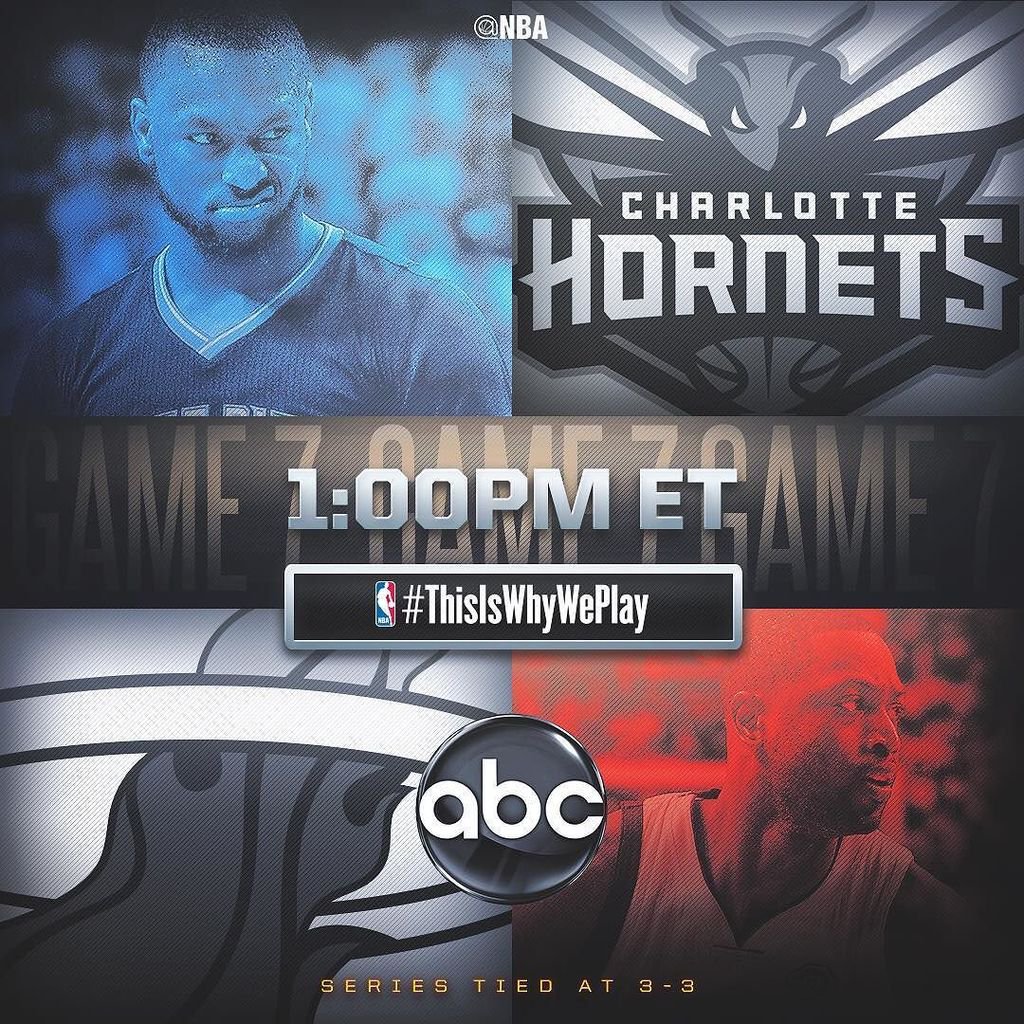 @NBA
CHARLOTTE
HORNETS
GAME 7 GAME 7 GAME 7
1:00PM ET
NBA #ThisIsWhyWePlay
abc
SERIES TIED AT 3-3